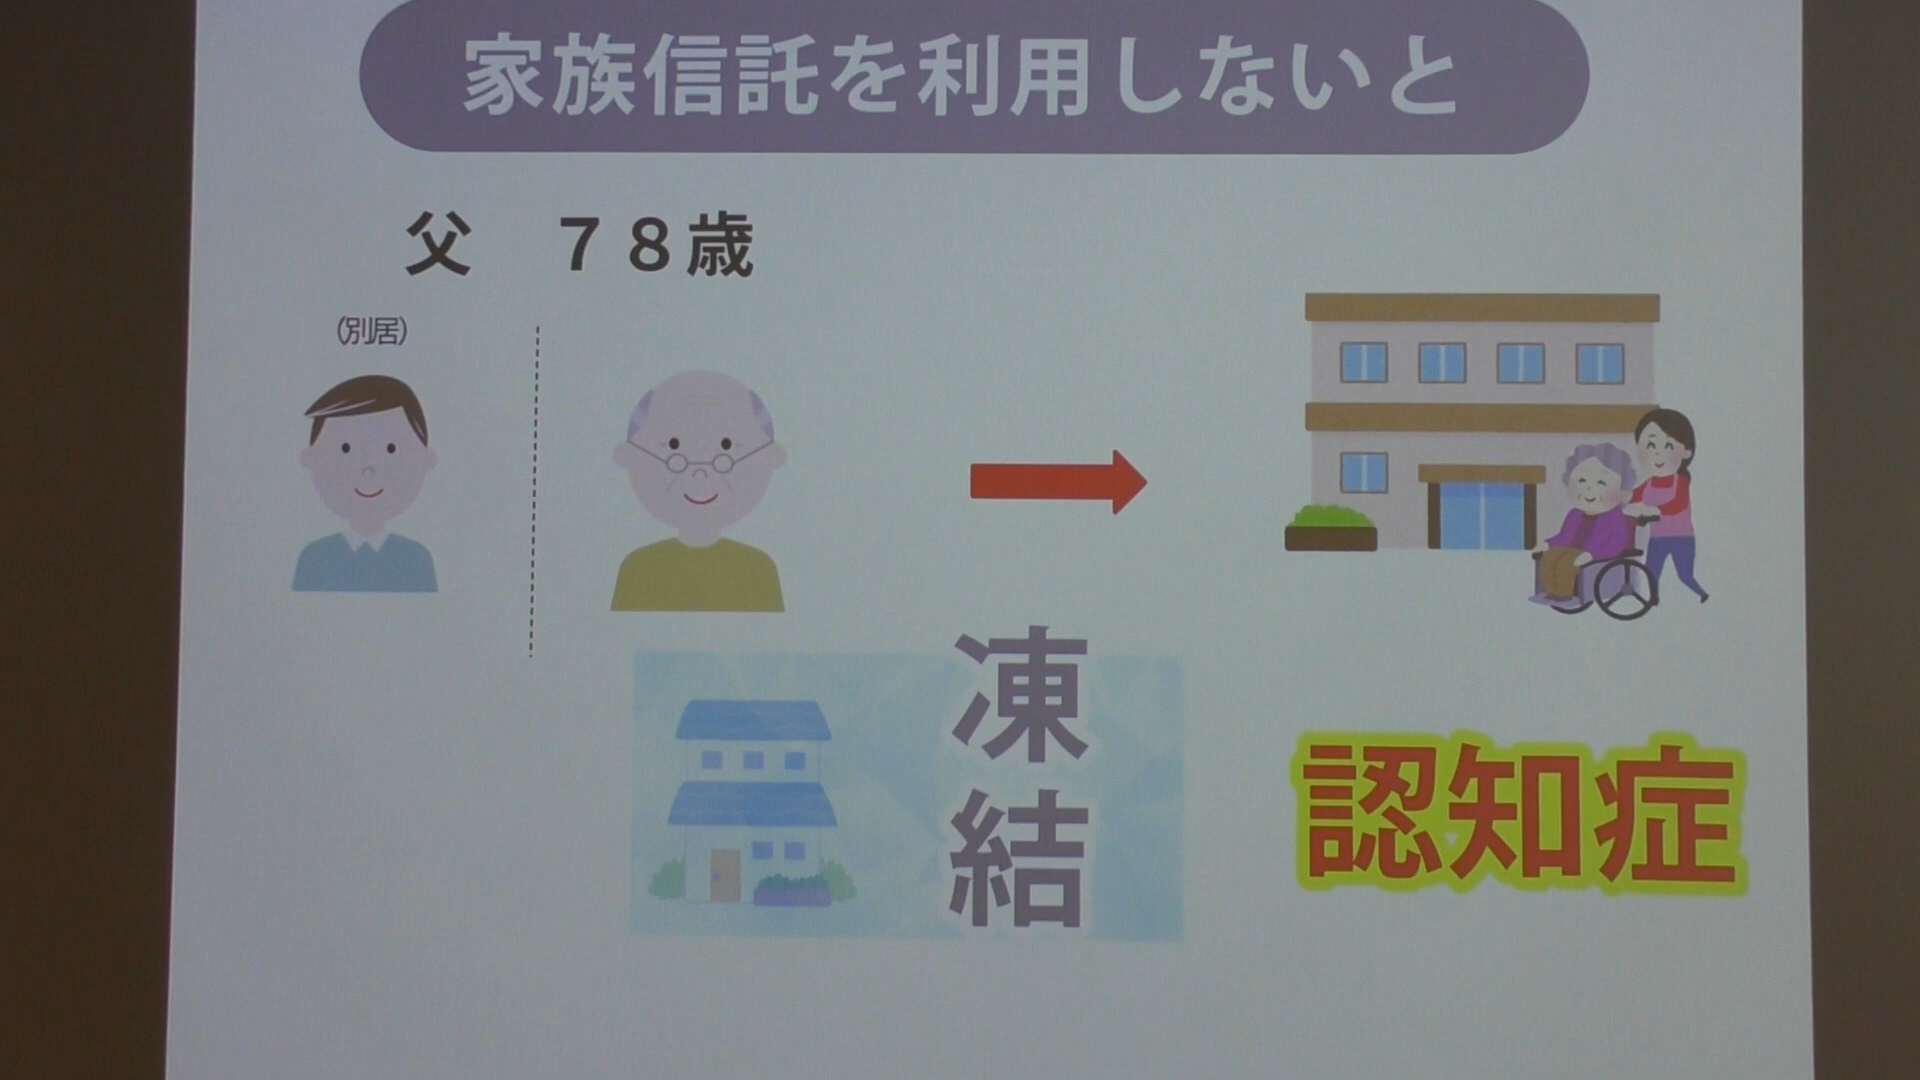 家族信託を利用しないと
父　７８歳
（別居）
凍結
認知症